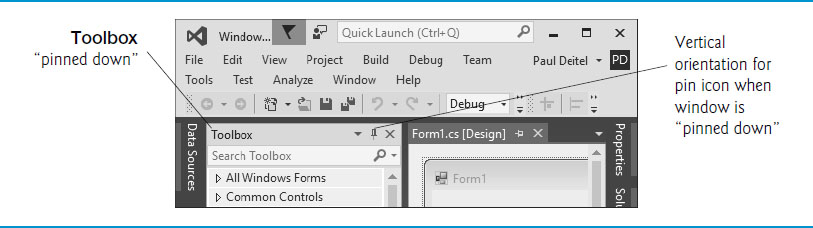 Toolbox
“pinned down”
Window...
Quick Launch (Ctrl+Q)
File Edit View Project Build Debug Team Paul Deitel PD
Tools Test Analyze Window Help
Debug
Data Sources
Toolbox
Search Toolbox
All Windows Forms
Common Controls
Form1.cs [Design]
Form1
Properties
Solu
Vertical
orientation for
pin icon when
window is
“pinned down”